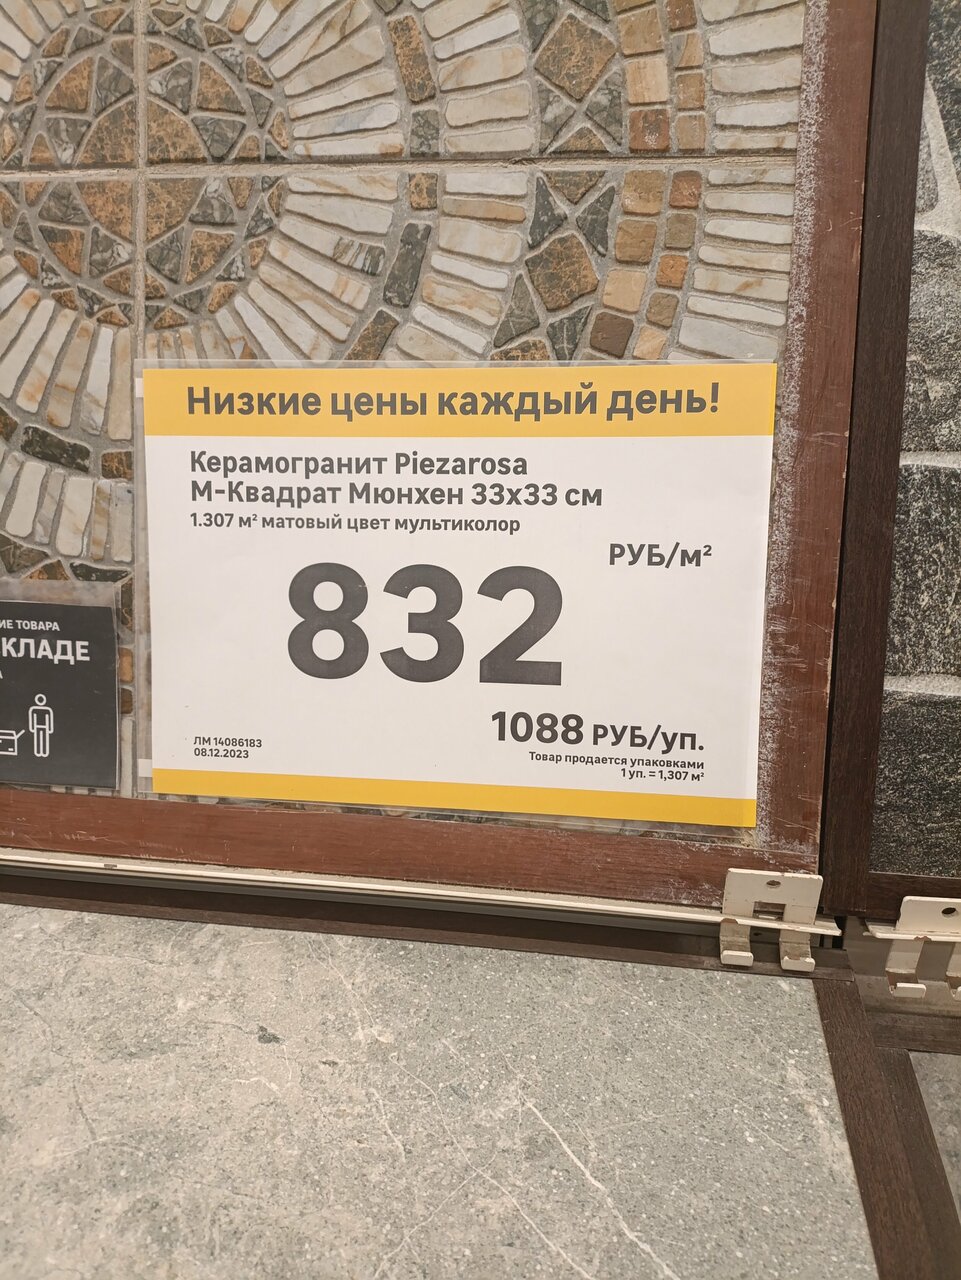 Низкие цены каждый день!
Керамогранит Piezarosa
М-Квадрат Мюнхен 33х33 см
1.307 м² матовый цвет мультиколор
РУБ/м²
832
1088 РУБ/уп.
Товар продается упаковками
1 уп. = 1,307 м²
ЛМ 14086183
08.12.2023
ИЕ ТОВАРА
КЛАДЕ
А